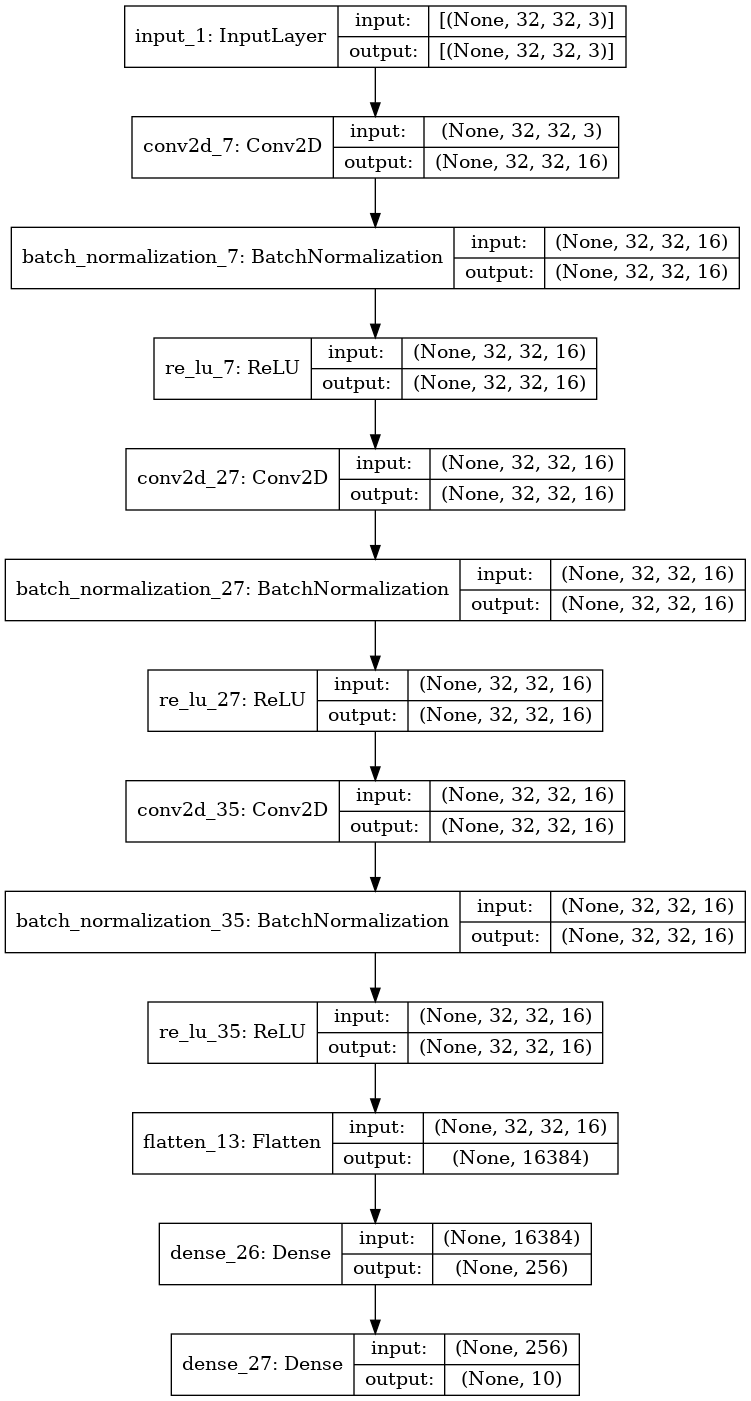 input_1: InputLayer
input: [(None, 32, 32, 3)]
output: [(None, 32, 32, 3)]
conv2d_7: Conv2D
input: (None, 32, 32, 3)
output: (None, 32, 32, 16)
batch_normalization_7: BatchNormalization
input: (None, 32, 32, 16)
output: (None, 32, 32, 16)
re_lu_7: ReLU
input: (None, 32, 32, 16)
output: (None, 32, 32, 16)
conv2d_27: Conv2D
input: (None, 32, 32, 16)
output: (None, 32, 32, 16)
batch_normalization_27: BatchNormalization
input: (None, 32, 32, 16)
output: (None, 32, 32, 16)
re_lu_27: ReLU
input: (None, 32, 32, 16)
output: (None, 32, 32, 16)
conv2d_35: Conv2D
input: (None, 32, 32, 16)
output: (None, 32, 32, 16)
batch_normalization_35: BatchNormalization
input: (None, 32, 32, 16)
output: (None, 32, 32, 16)
re_lu_35: ReLU
input: (None, 32, 32, 16)
output: (None, 32, 32, 16)
flatten_13: Flatten
input: (None, 32, 32, 16)
output: (None, 16384)
dense_26: Dense
input: (None, 16384)
output: (None, 256)
dense_27: Dense
input: (None, 256)
output: (None, 10)